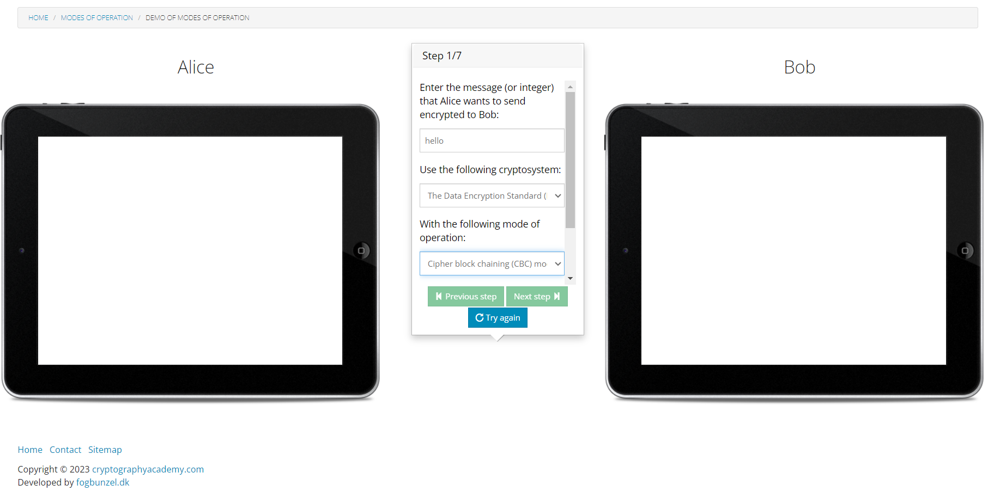 HOME / MODES OF OPERATION / DEMO OF MODES OF OPERATION
Alice
Step 1/7
Bob
Enter the message (or integer)
that Alice wants to send
encrypted to Bob:
hello
Use the following cryptosystem:
The Data Encryption Standard (
With the following mode of
operation:
Cipher block chaining (CBC) mo
Previous step
Next step
Try again
Home Contact Sitemap
Copyright © 2023 cryptographyacademy.com
Developed by fogbunzel.dk